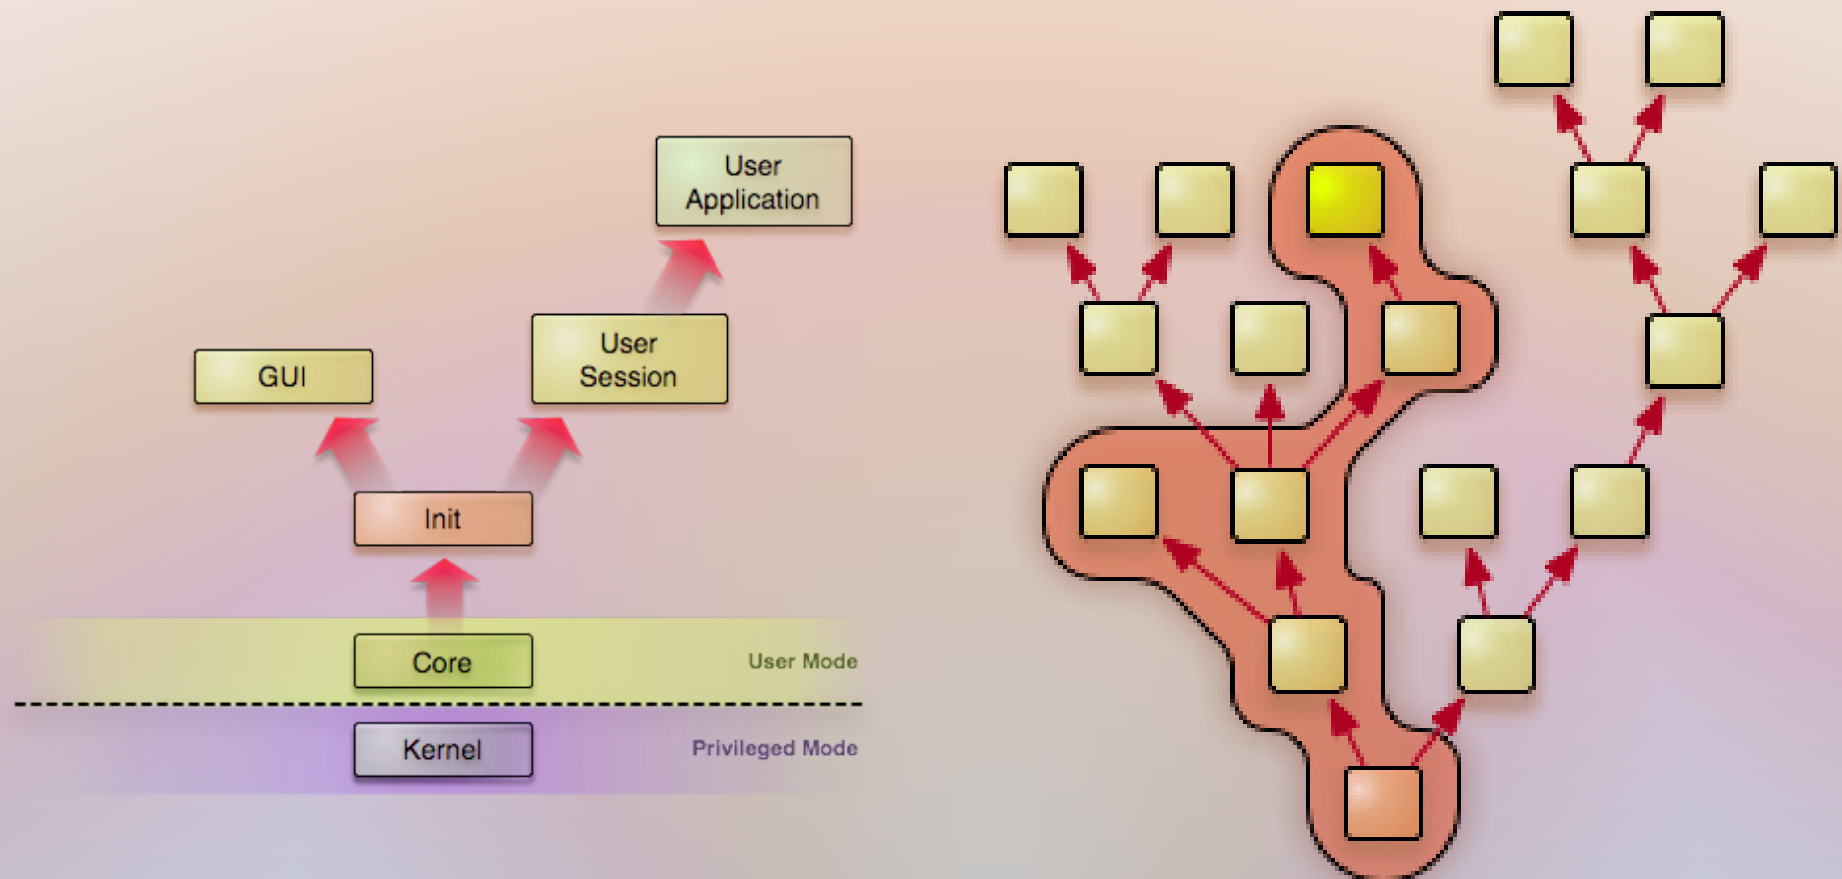 User
Application
User
Session
GUI
Init
Core
User Mode
Kernel
Privileged Mode